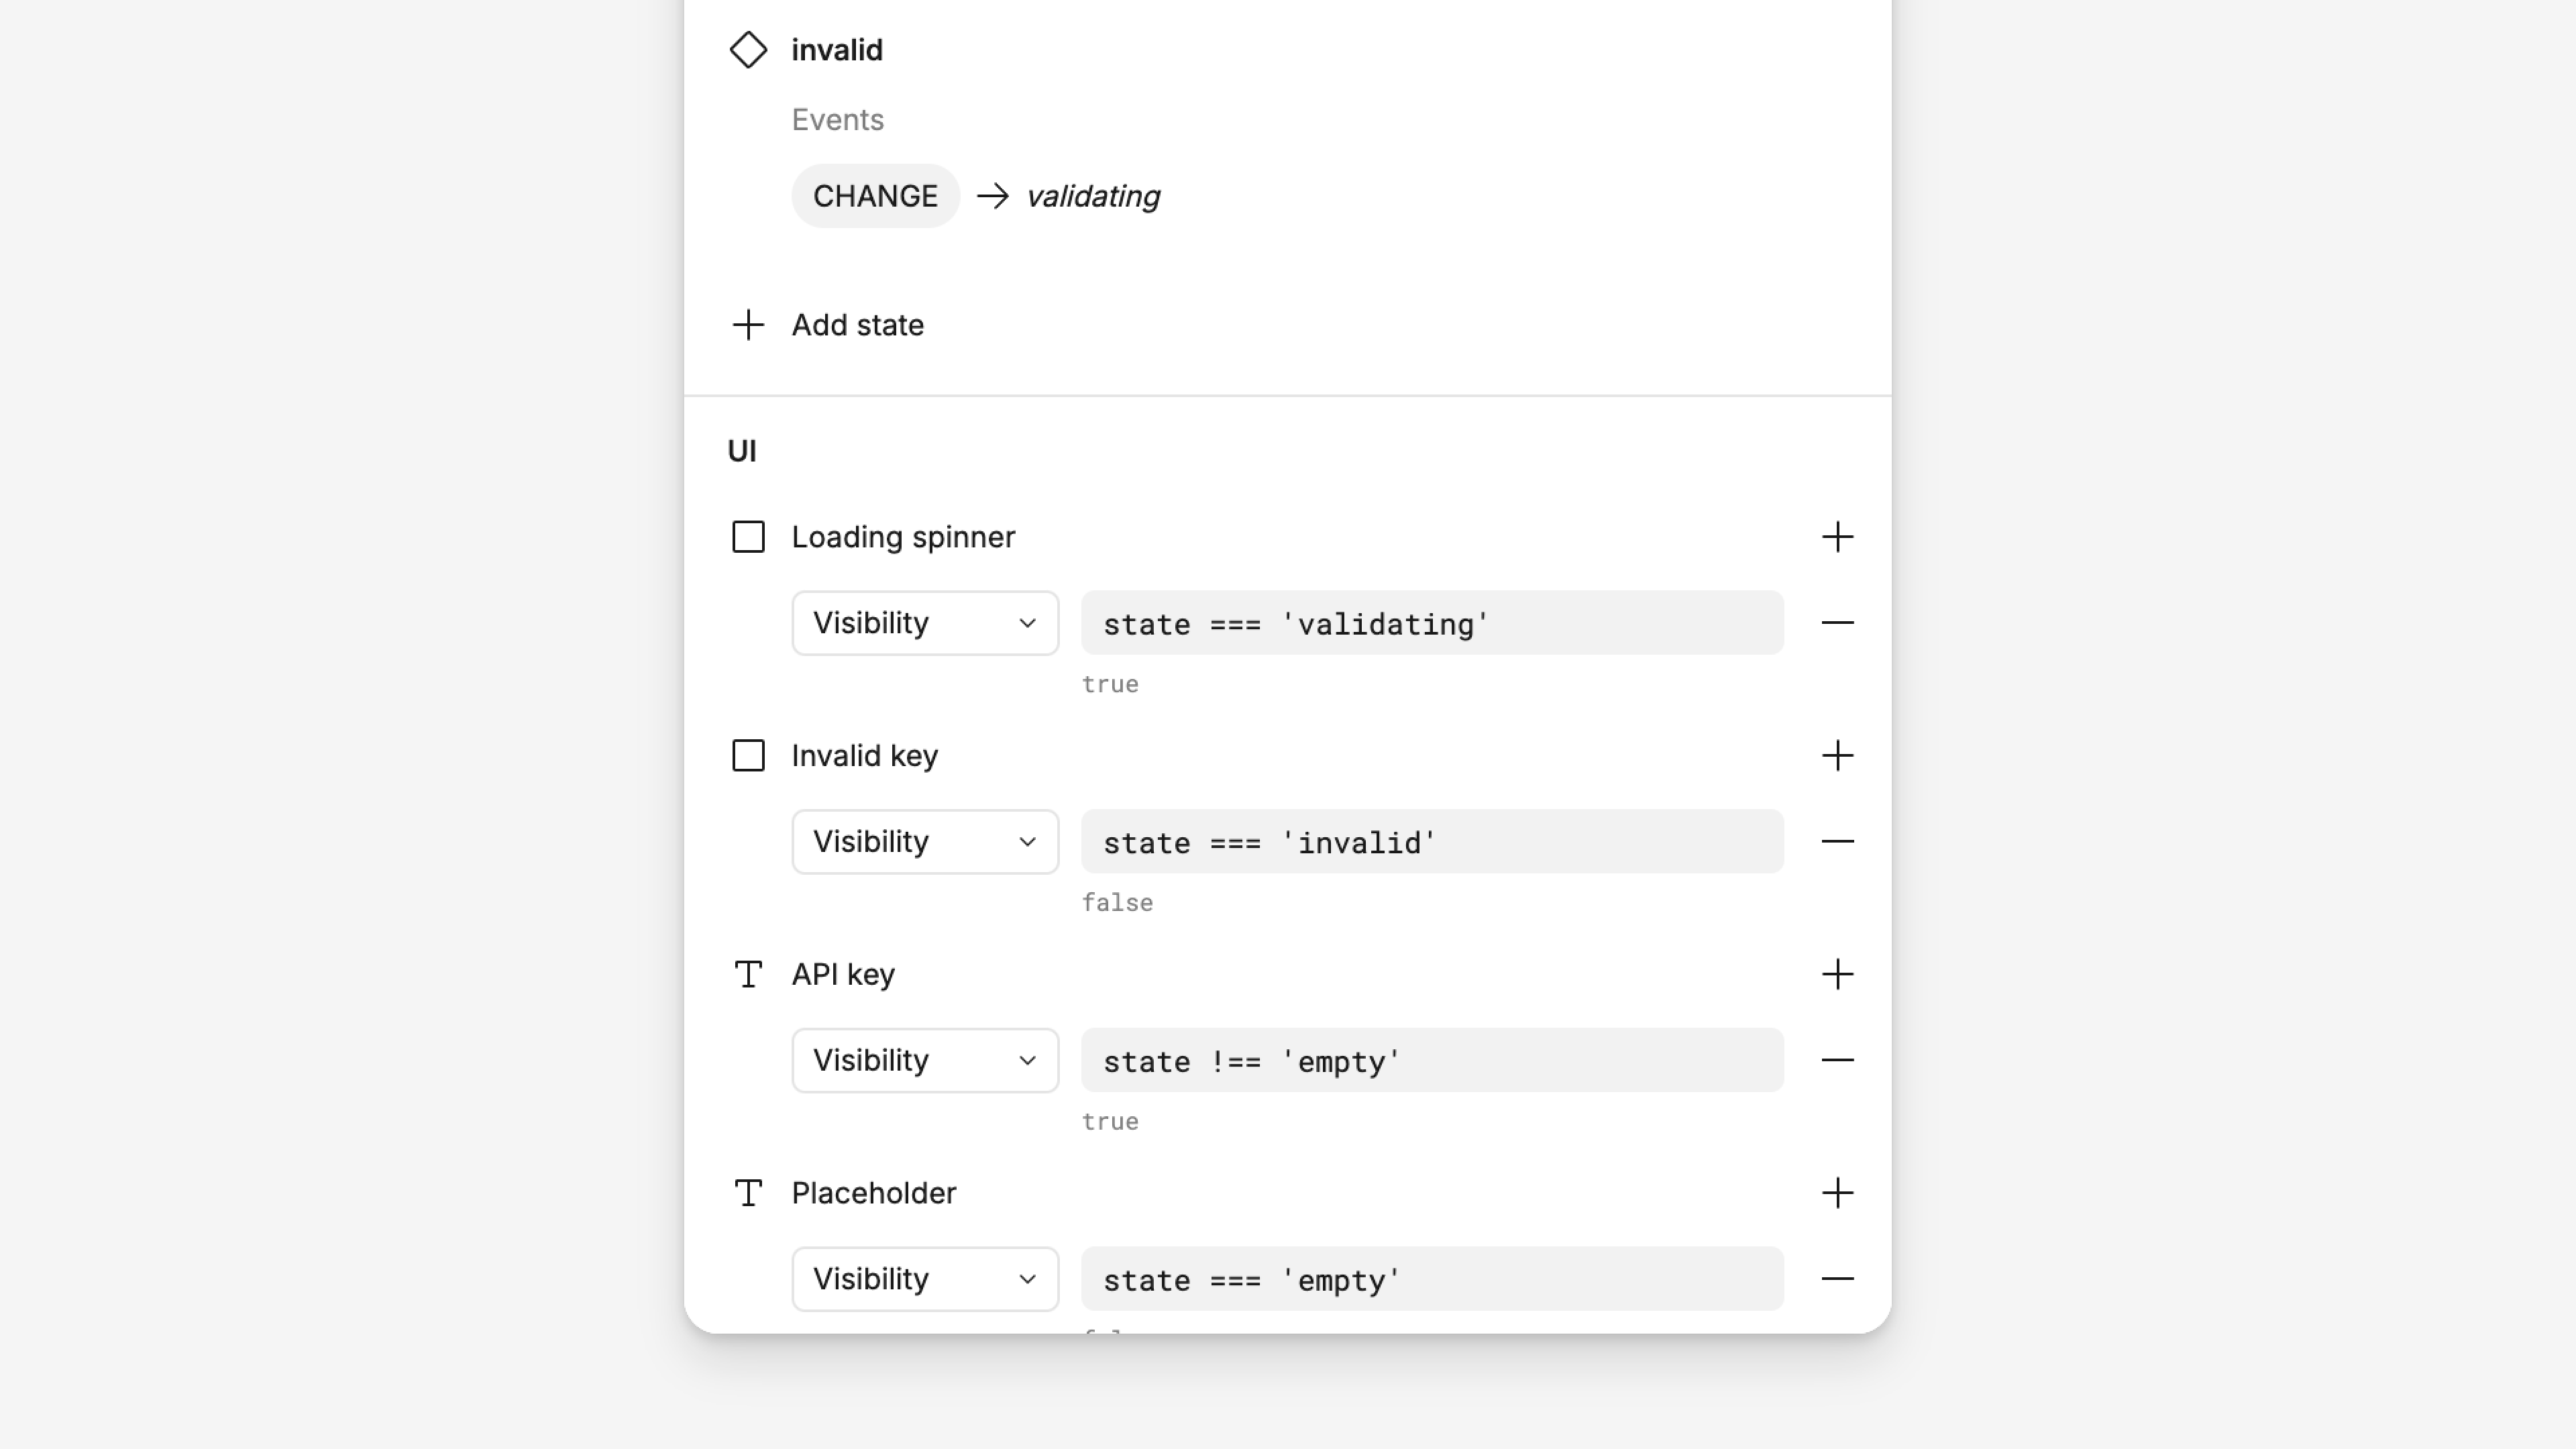 invalid
Events
CHANGE → validating
Add state
UI
Loading spinner
Visibility state === 'validating'
true
Invalid key
Visibility state === 'invalid'
false
API key
Visibility state !== 'empty'
true
Placeholder
Visibility state === 'empty'